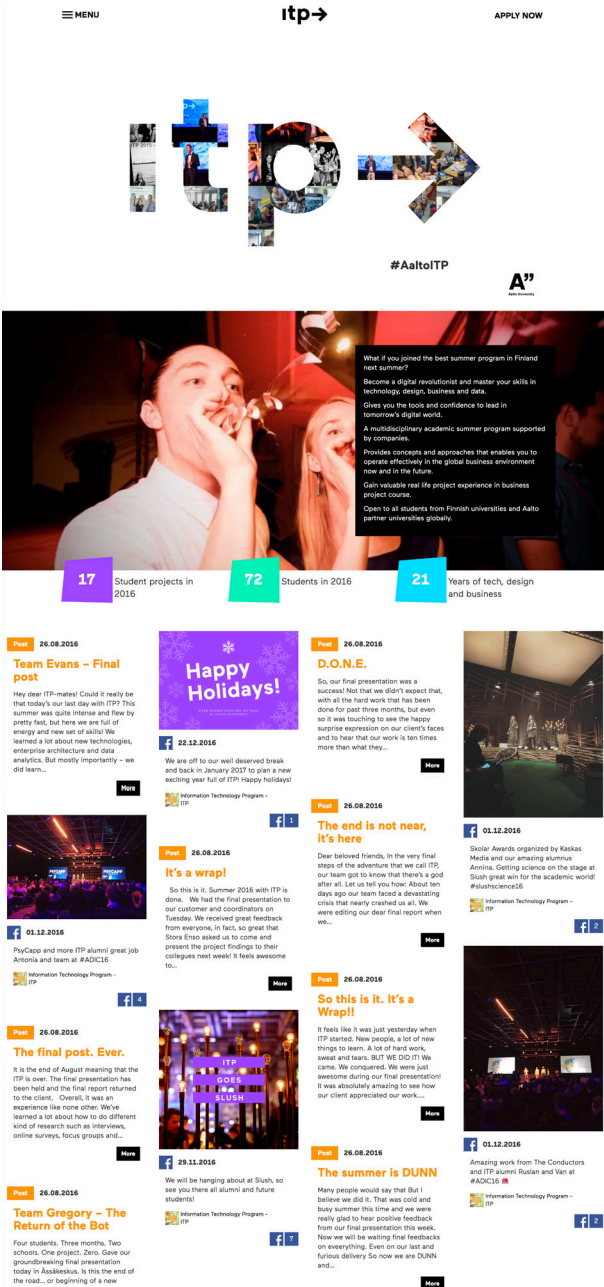 MENU
ıtp→
APPLY NOW
ıtp→
#AaltoITP
A”
Aalto University
What if you joined the best summer program in Finland
next summer?
Become a digital revolutionist and master your skills in
technology, design, business and data.
Gives you the tools and confidence to lead in
tomorrow's digital world.
A multidisciplinary academic summer program supported
by companies.
Provides concepts and approaches that enables you to
operate effectively in the global business environment
now and in the future.
Gain valuable real life project experience in business
project course.
Open to all students from Finnish universities and Aalto
partner universities globally.
17
Student projects in
2016
72
Students in 2016
21
Years of tech, design
and business
Post 26.08.2016
Team Evans – Final
post
Hey dear ITP-mates! Could it really be
that today's our last day with ITP? This
summer was quite intense and flew by
pretty fast, but here we are full of
energy and new set of skills! We
learned a lot about new technologies,
enterprise architecture and data
analytics. But mostly importantly – we
did learn...
More
PSYCAPP
01.12.2016
PsyCapp and more ITP alumni great job
Antonia and team at #ADIC16
Information Technology Program -
ITP
4
Post 26.08.2016
The final post. Ever.
It is the end of August meaning that the
ITP is over. The final presentation has
been held and the final report returned
to the client. Overall, it was an
experience like none other. We've
learned a lot about how to do different
kind of research such as interviews,
online surveys, focus groups and...
More
Post 26.08.2016
Team Gregory – The
Return of the Bot
Four students. Three months. Two
schools. One project. Zero. Gave our
groundbreaking final presentation
today in Ässäkeskus. Is this the end of
the road... or beginning of a new
Happy
Holidays!
22.12.2016
We are off to our well deserved break
and back in January 2017 to plan a new
exciting year full of ITP! Happy holidays!
Information Technology Program -
ITP
1
Post 26.08.2016
It's a wrap!
So this is it. Summer 2016 with ITP is
done. We had the final presentation to
our customer and coordinators on
Tuesday. We received great feedback
from everyone, in fact, so great that
Stora Enso asked us to come and
present the project findings to their
collegues next week! It feels awesome
to...
More
ITP
GOES
SLUSH
29.11.2016
We will be hanging about at Slush, so
see you there all alumni and future
students!
Information Technology Program -
ITP
7
Post 26.08.2016
D.O.N.E.
So, our final presentation was a
success! Not that we didn't expect that,
with all the hard work that has been
done for past three months, but even
so it was touching to see the happy
surprise expression on our client's faces
and to hear that our work is ten times
more than what they...
More
Post 26.08.2016
The end is not near,
it's here
Dear beloved friends, In the very final
steps of the adventure that we call ITP,
our team got to know that there's a god
after all. Let us tell you how: About ten
days ago our team faced a devastating
crisis that nearly crashed us all. We
were editing our dear final report when
we...
More
Post 26.08.2016
So this is it. It's a
Wrap!!
It feels like it was just yesterday when
ITP started. New people, a lot of new
things to learn. A lot of hard work,
sweat and tears. BUT WE DID IT! We
came. We conquered. We were just
awesome during our final presentation!
It was absolutely amazing to see how
our client appreciated our work....
More
Post 26.08.2016
The summer is DUNN
Many people would say that But I
believe we did it. That was cold and
busy summer this time and we were
really glad to hear positive feedback
from our final presentation this week.
Now we will be waiting final feedbacks
on eveerything. Even on our last and
furious delivery So now we are DUNN
and...
More
01.12.2016
Skolar Awards organized by Kaskas
Media and our amazing alumnus
Annina. Getting science on the stage at
Slush great win for the academic world!
#slushscience16
Information Technology Program -
ITP
2
01.12.2016
Amazing work from The Conductors
and ITP alumni Ruslan and Van at
#ADIC16
Information Technology Program -
ITP
2